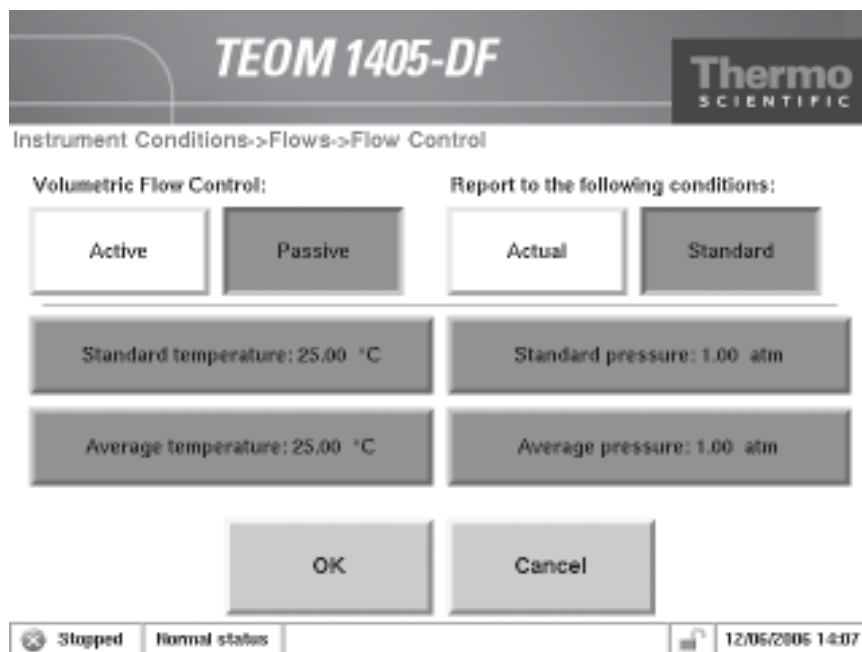 TEOM 1405-DF
Thermo
SCIENTIFIC
Instrument Conditions->Flows->Flow Control
Volumetric Flow Control:
Report to the following conditions:
Active
Passive
Actual
Standard
Standard temperature: 25.00 °C
Standard pressure: 1.00 atm
Average temperature: 25.00 °C
Average pressure: 1.00 atm
OK
Cancel
Stopped
Normal status
12/06/2006 14:07